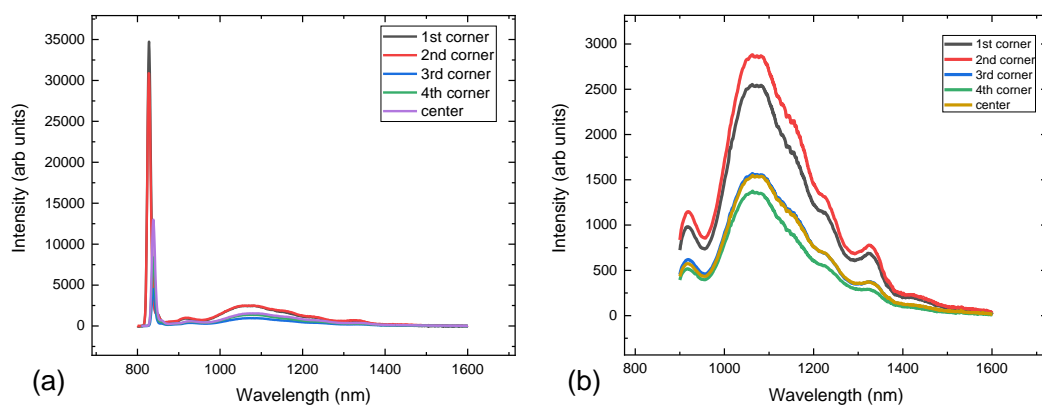 35000
30000
25000
20000
15000
10000
5000
0
800
1000
1200
1400
1600
Intensity (arb units)
Wavelength (nm)
1st corner
2nd corner
3rd corner
4th corner
center
(a)
3000
2500
2000
1500
1000
500
0
800
1000
1200
1400
1600
Intensity (arb units)
Wavelength (nm)
1st corner
2nd corner
3rd corner
4th corner
center
(b)